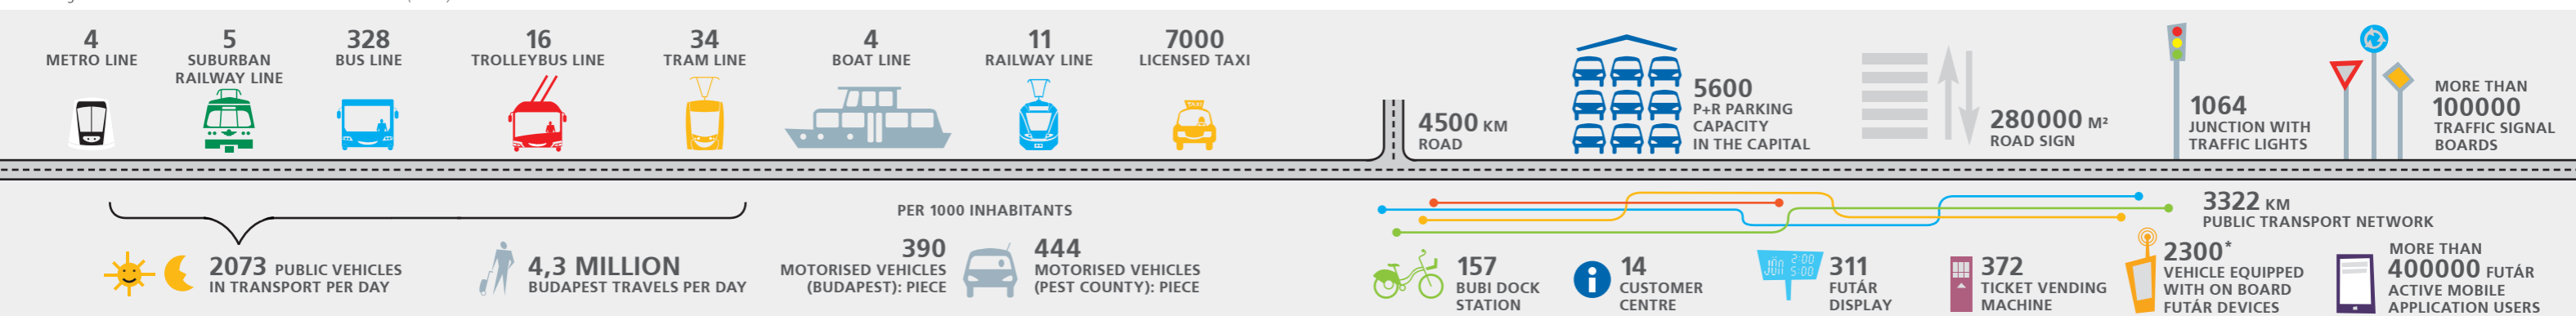 4
METRO LINE
5
SUBURBAN
RAILWAY LINE
328
BUS LINE
16
TROLLEYBUS LINE
34
TRAM LINE
4
BOAT LINE
11
RAILWAY LINE
7000
LICENSED TAXI
TAXI
4500 KM
ROAD
5600
P+R PARKING
CAPACITY
IN THE CAPITAL
280000 M²
ROAD SIGN
1064
JUNCTION WITH
TRAFFIC LIGHTS
MORE THAN
100000
TRAFFIC SIGNAL
BOARDS
2073 PUBLIC VEHICLES
IN TRANSPORT PER DAY
4,3 MILLION
BUDAPEST TRAVELS PER DAY
PER 1000 INHABITANTS
390
MOTORISED VEHICLES
(BUDAPEST): PIECE
444
MOTORISED VEHICLES
(PEST COUNTY): PIECE
3322 KM
PUBLIC TRANSPORT NETWORK
157
BUBI DOCK
STATION
i
14
CUSTOMER
CENTRE
311
FUTÁR
DISPLAY
372
TICKET VENDING
MACHINE
2300*
VEHICLE EQUIPPED
WITH ON BOARD
FUTÁR DEVICES
MORE THAN
400000 FUTÁR
ACTIVE MOBILE
APPLICATION USERS